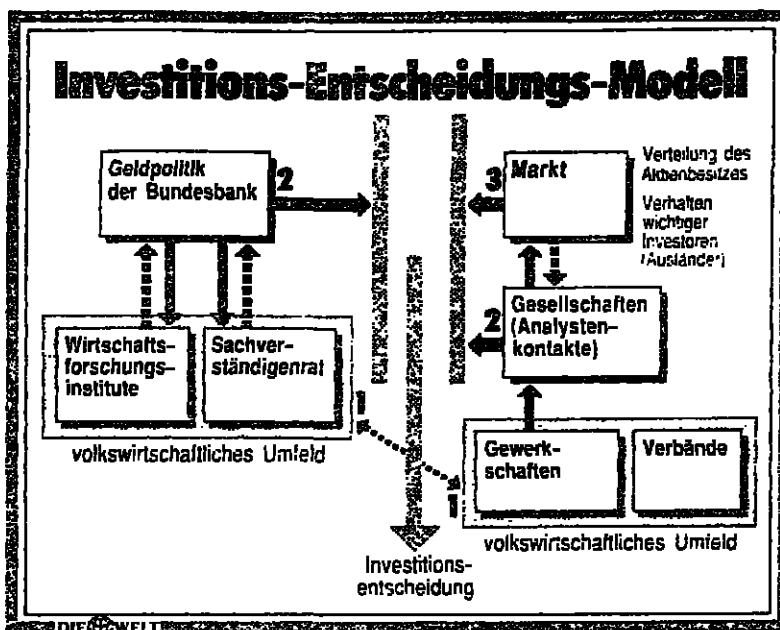 Investitions-Entscheidungs-Modell
Geldpolitik
der Bundesbank
2
3
Markt
Verteilung des
Aktienbesitzes
Verhalten
wichtiger
Investoren
(Ausländer)
2
Gesellschaften
(Analysten-
kontakte)
Wirtschafts-
forschungs-
institute
Sachver-
ständigenrat
volkswirtschaftliches Umfeld
Gewerk-
schaften
Verbände
volkswirtschaftliches Umfeld
Investitions-
entscheidung
DIE WELT